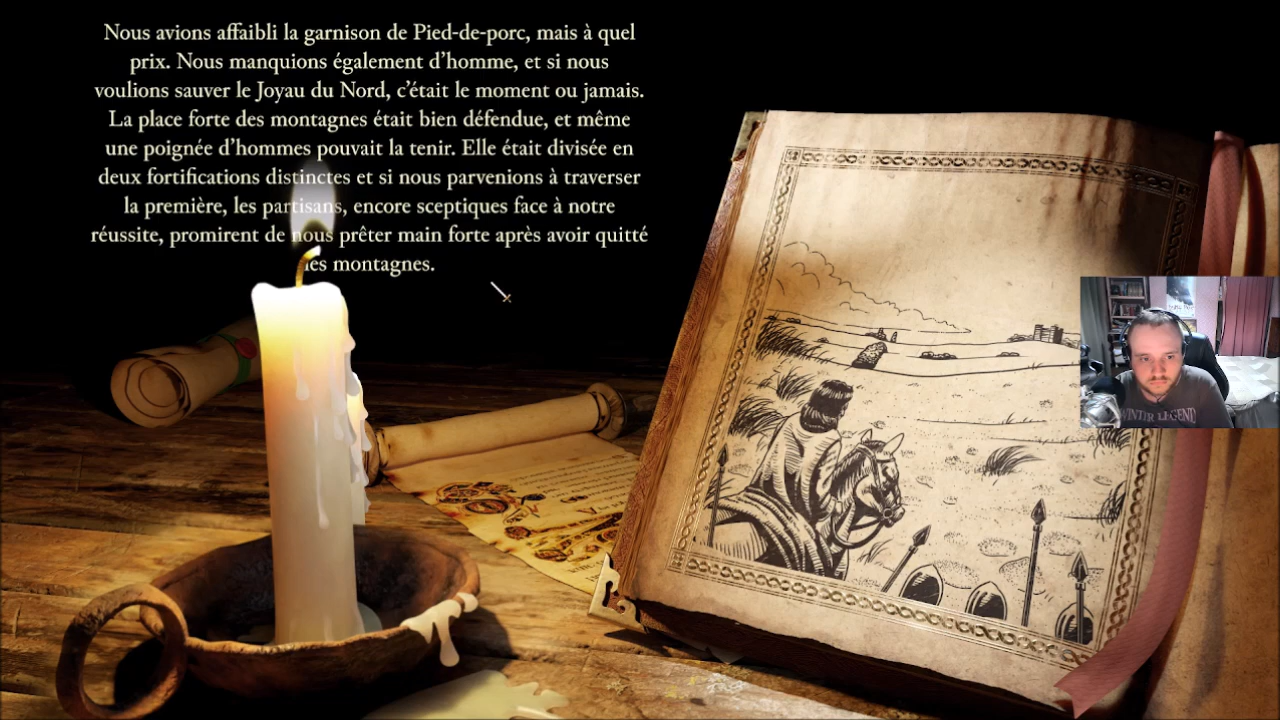 Nous avions affaibli la garnison de Pied-de-porc, mais à quel
prix. Nous manquions également d'homme, et si nous
voulions sauver le Joyau du Nord, c'était le moment ou jamais.
La place forte des montagnes était bien défendue, et même
une poignée d'hommes pouvait la tenir. Elle était divisée en
deux fortifications distinctes et si nous parvenions à traverser
la première, les partisans, encore sceptiques face à notre
réussite, promirent de nous prêter main forte après avoir quitté
les montagnes.
WINTER LEGEND